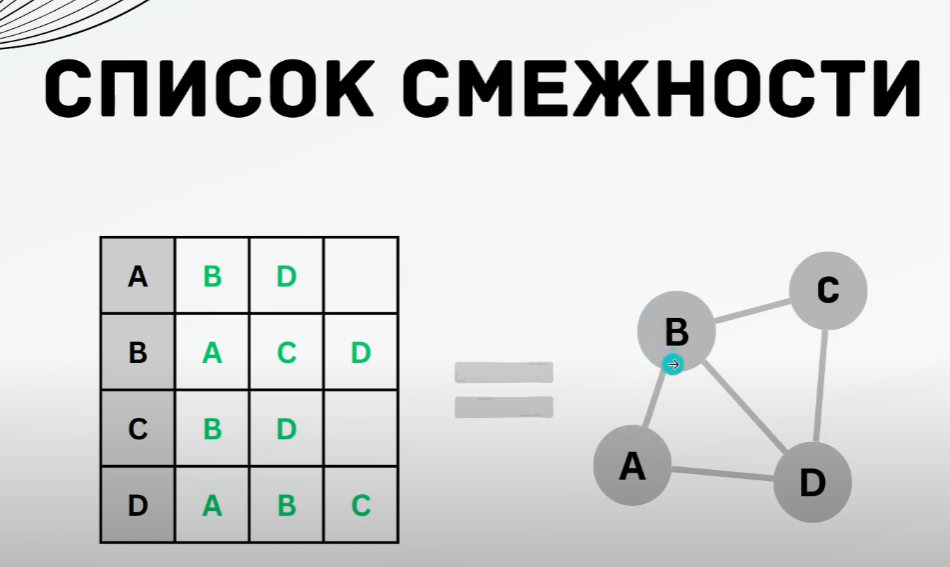 СПИСОК СМЕЖНОСТИ
A B D
B A C D
C B D
D A B C
B
C
A
D